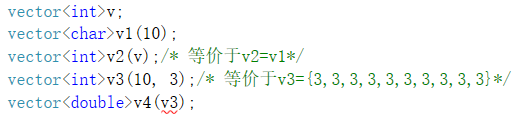 vector<int>v;
vector<char>v1(10);
vector<int>v2(v);/* 等价于v2=v1*/
vector<int>v3(10, 3);/* 等价于v3={3,3,3,3,3,3,3,3,3,3}*/
vector<double>v4(v3);